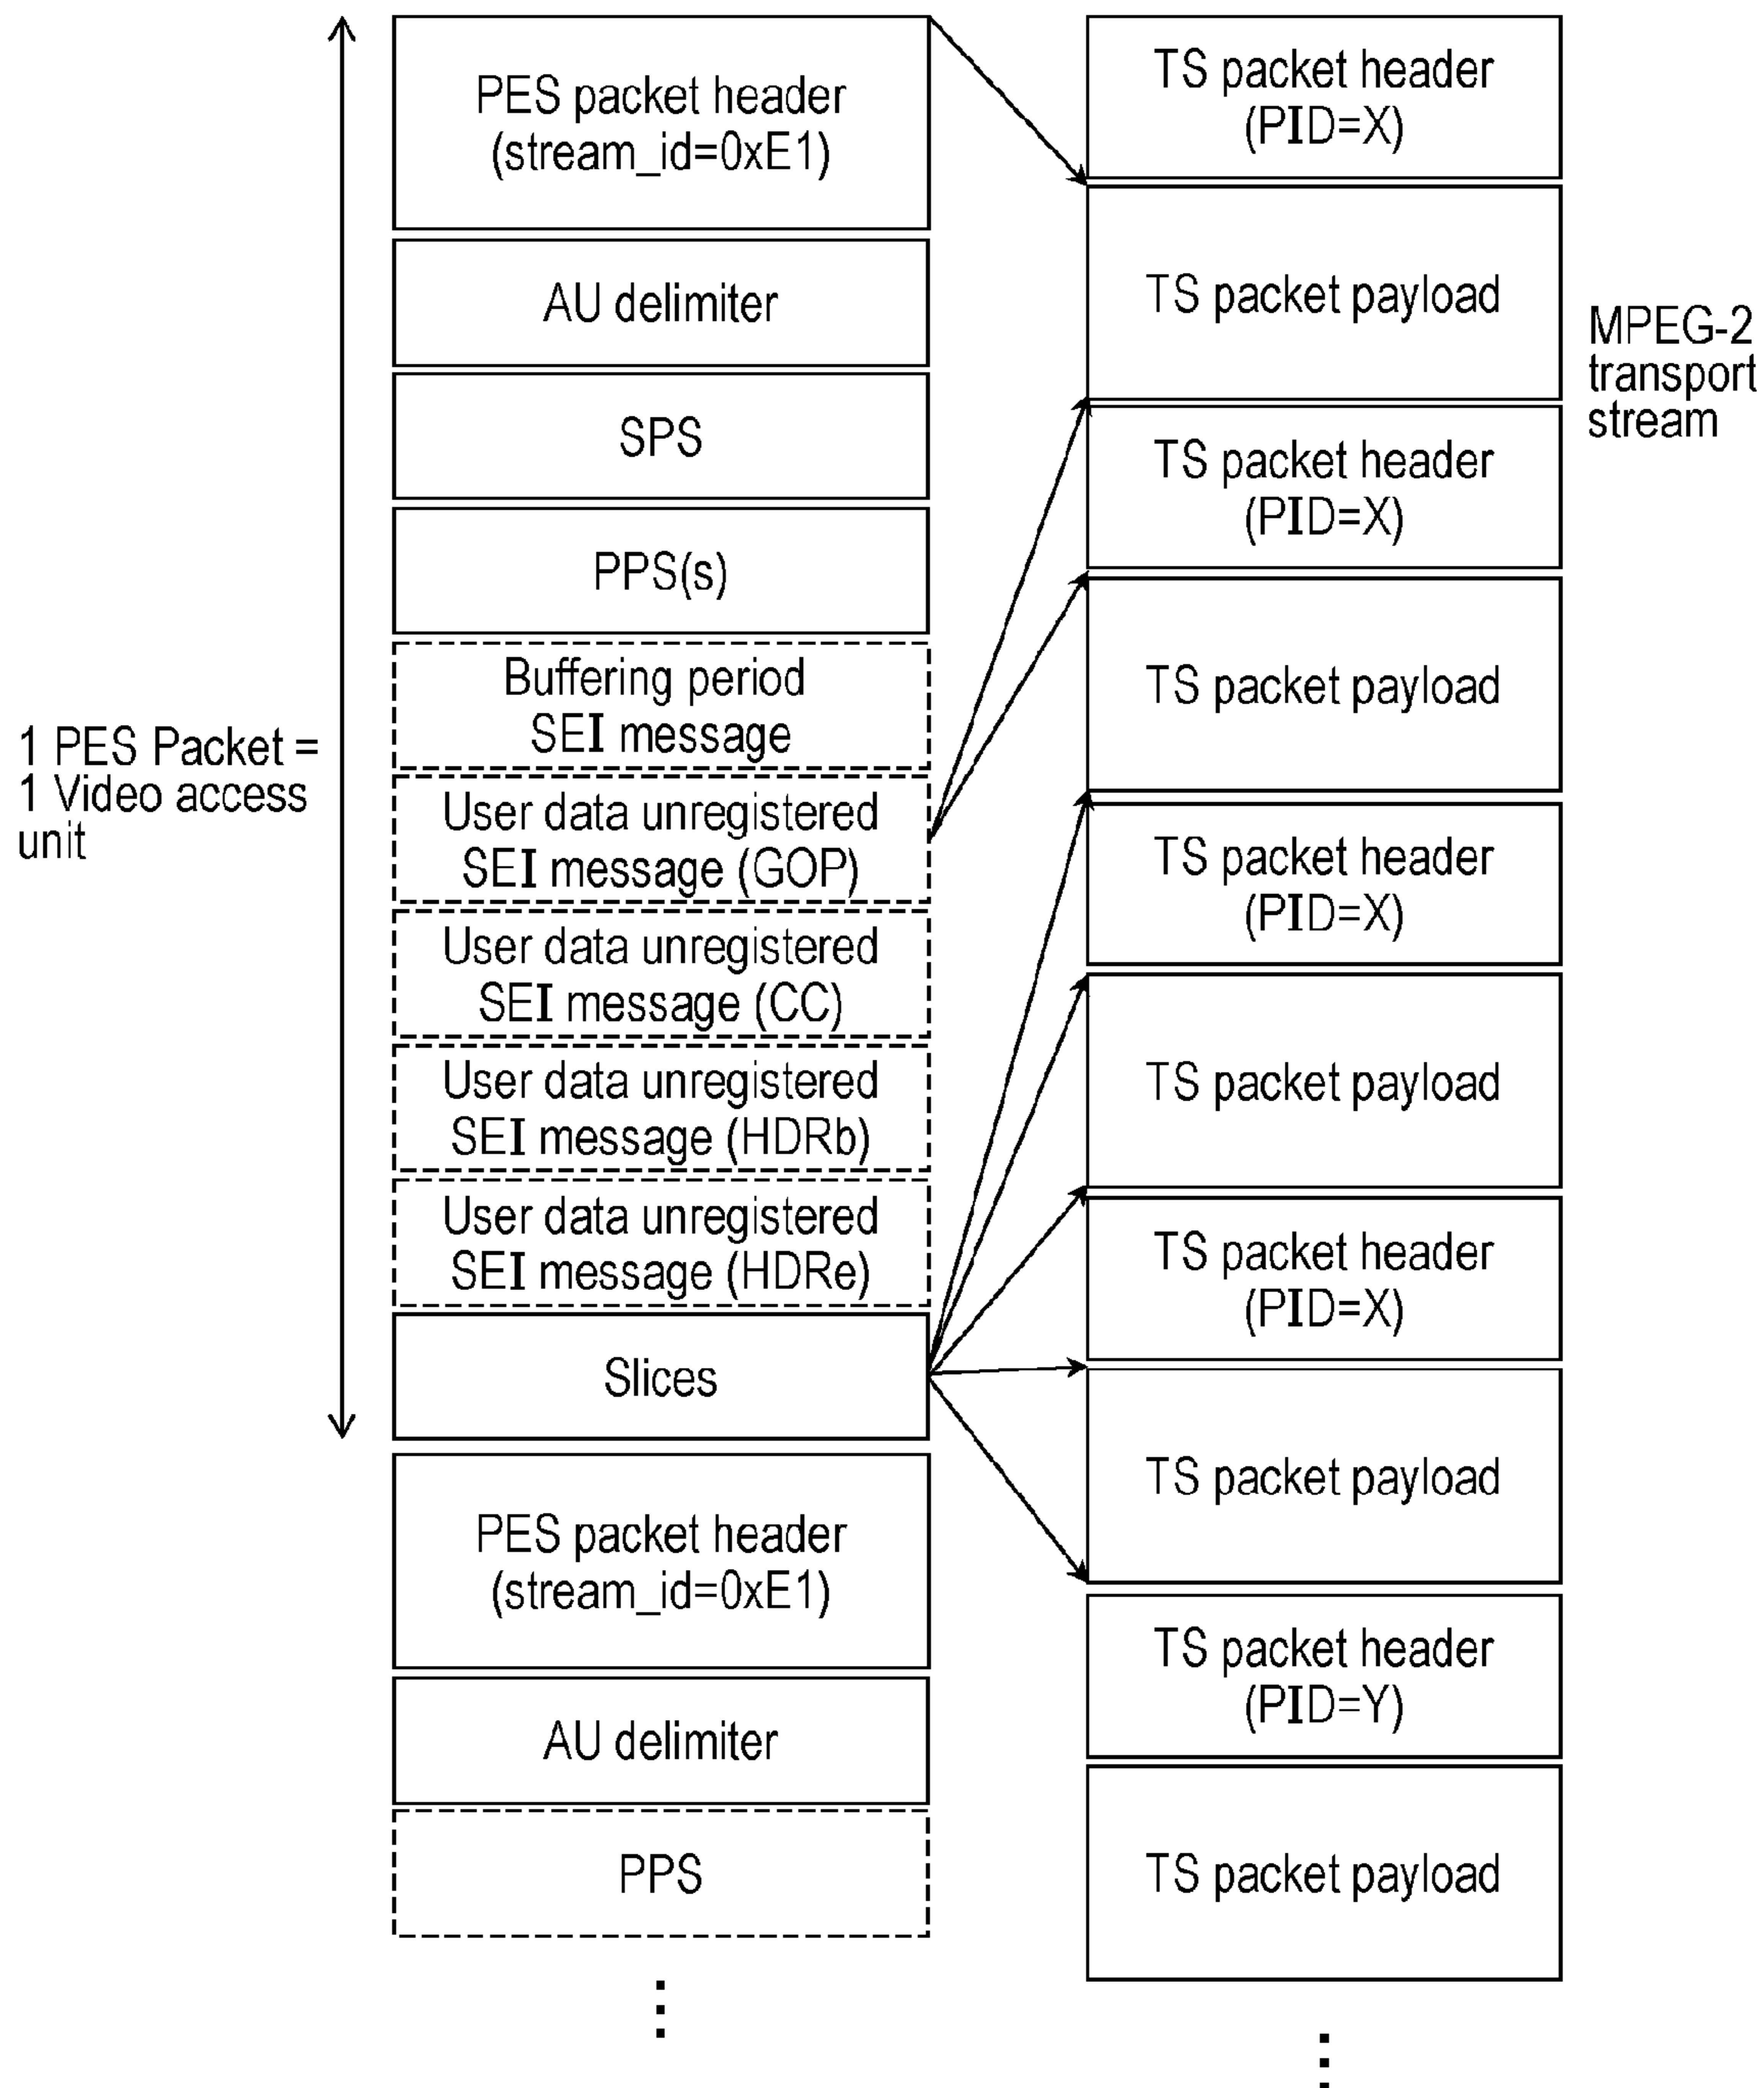 1 PES Packet =
1 Video access
unit
PES packet header
(stream_id=0xE1)
AU delimiter
SPS
PPS(s)
Buffering period
SEI message
User data unregistered
SEI message (GOP)
User data unregistered
SEI message (CC)
User data unregistered
SEI message (HDRb)
User data unregistered
SEI message (HDRe)
Slices
PES packet header
(stream_id=0xE1)
AU delimiter
PPS
TS packet header
(PID=X)
TS packet payload
TS packet header
(PID=X)
TS packet payload
TS packet header
(PID=X)
TS packet payload
TS packet header
(PID=X)
TS packet payload
TS packet header
(PID=Y)
TS packet payload
MPEG-2
transport
stream